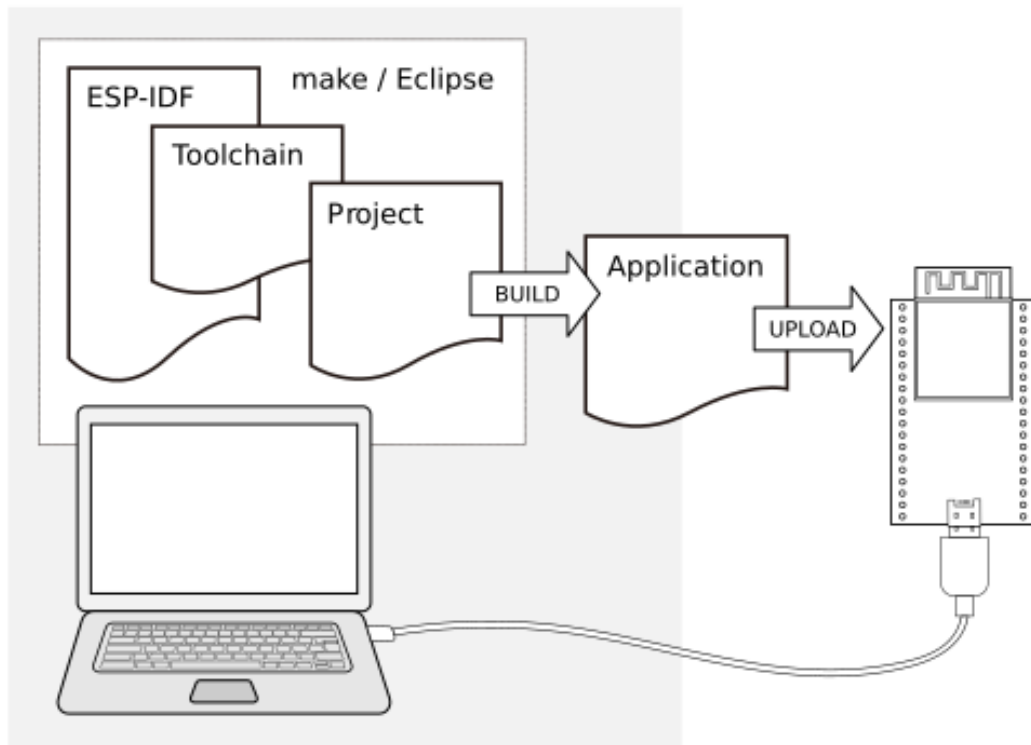 make / Eclipse
ESP-IDF
Toolchain
Project
BUILD
Application
UPLOAD